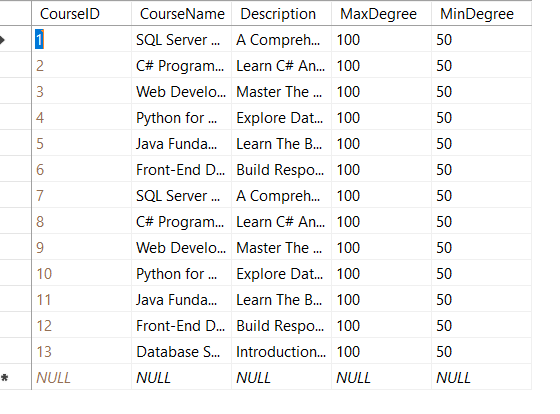 CourseID CourseName Description MaxDegree MinDegree
1 SQL Server ... A Compreh... 100 50
2 C# Program... Learn C# An... 100 50
3 Web Develo... Master The ... 100 50
4 Python for ... Explore Dat... 100 50
5 Java Funda... Learn The B... 100 50
6 Front-End D... Build Respo... 100 50
7 SQL Server ... A Compreh... 100 50
8 C# Program... Learn C# An... 100 50
9 Web Develo... Master The ... 100 50
10 Python for ... Explore Dat... 100 50
11 Java Funda... Learn The B... 100 50
12 Front-End D... Build Respo... 100 50
13 Database S... Introduction... 100 50
NULL NULL NULL NULL NULL